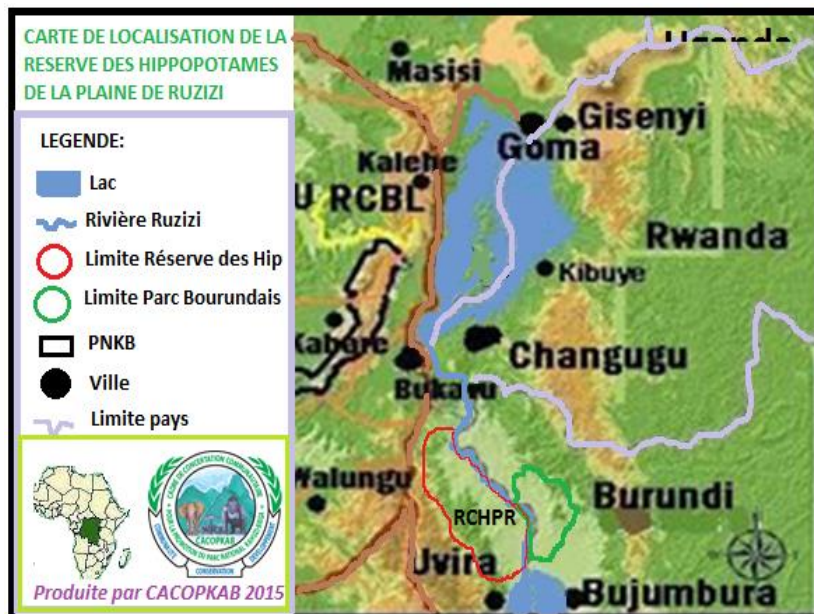 CARTE DE LOCALISATION DE LA
RESERVE DES HIPPOPOTAMES
DE LA PLAINE DE RUZIZI
LEGENDE:
Lac
Rivière Ruzizi
Limite Réserve des Hip
Limite Parc Bourundais
PNKB
Ville
Limite pays
CACOPKAB
CONSERVATION
Produite par CACOPKAB 2015
Uganda
Masisi
Gisenyi
Goma
Kalehe
U RCBL
Rwanda
Kibuye
Kabare
Changugu
Bukavu
Walungu
Burundi
RCHPR
Uvira
Bujumbura